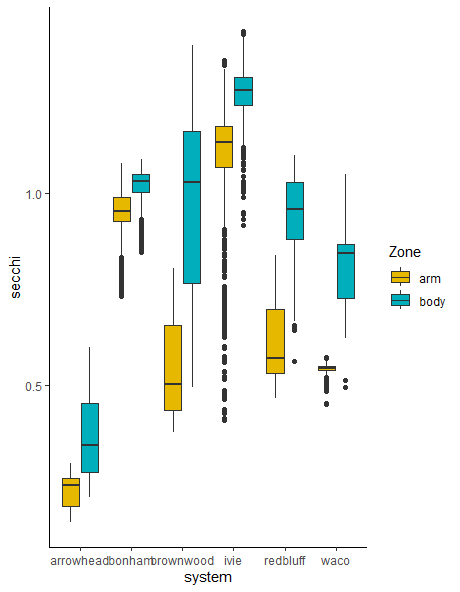 1.0
0.5
secchi
arrowhead bonham brownwood ivie redbluff waco
system
Zone
arm
body